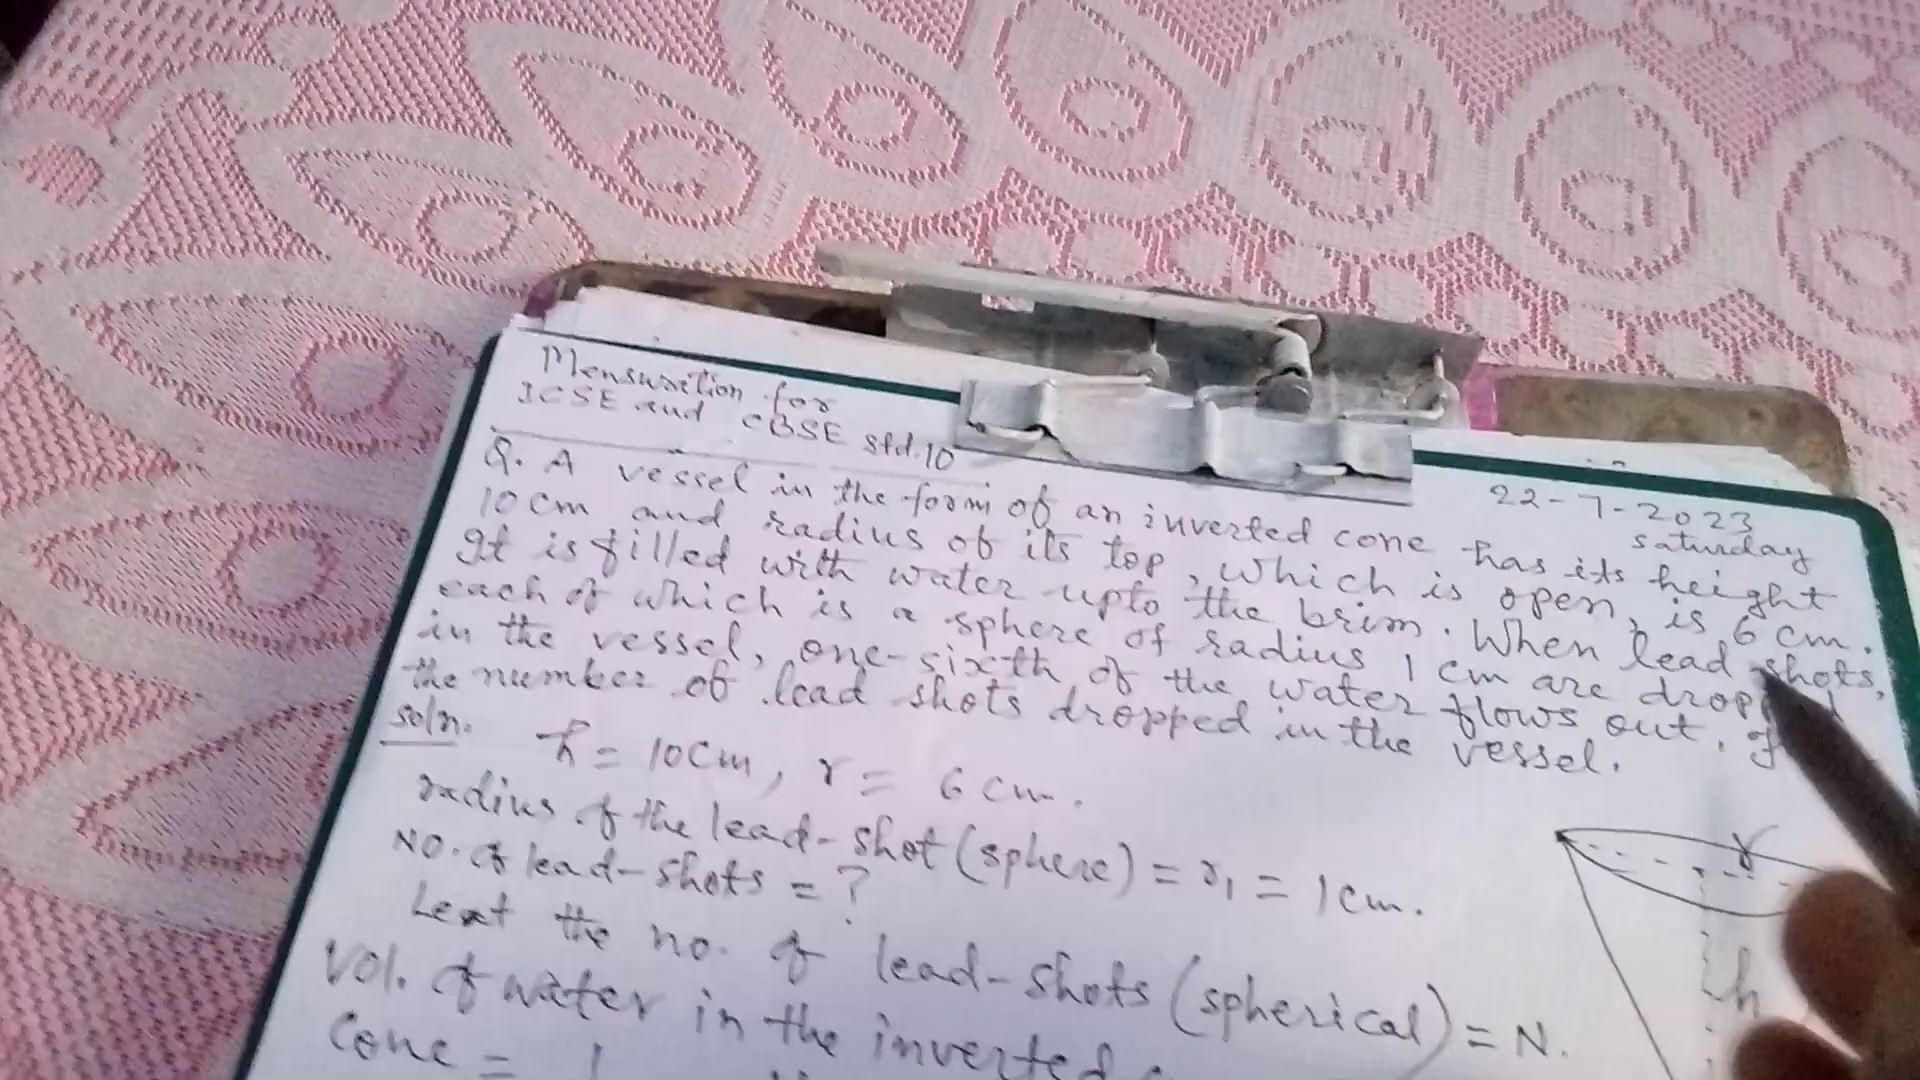 Mensuration for
ICSE and CBSE std.10
22-7-2023
saturday
Q. A vessel in the form of an inverted cone has its height
10 cm and radius of its top, which is open, is 6 cm.
It is filled with water upto the brim. When lead shots,
each of which is a sphere of radius 1 cm are
in the vessel, one-sixth of the water flows out.
the number of lead shots dropped in the vessel.
soln.
h = 10cm, r = 6 cm.
radius of the lead-shot (sphere) = r₁ = 1cm.
No. of lead-shots = ?
Let the no. of lead-shots (spherical) = N.
Vol. of water in the inverted
Cone =
r
h